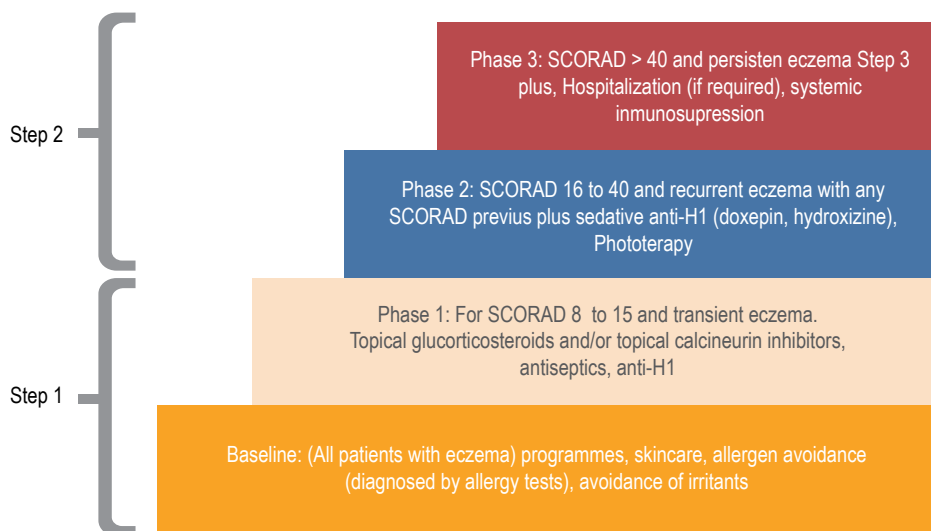 Phase 3: SCORAD > 40 and persisten eczema Step 3
plus, Hospitalization (if required), systemic
inmunosupression
Step 2
Phase 2: SCORAD 16 to 40 and recurrent eczema with any
SCORAD previus plus sedative anti-H1 (doxepin, hydroxizine),
Phototerapy
Phase 1: For SCORAD 8 to 15 and transient eczema.
Topical glucorticosteroids and/or topical calcineurin inhibitors,
antiseptics, anti-H1
Step 1
Baseline: (All patients with eczema) programmes, skincare, allergen avoidance
(diagnosed by allergy tests), avoidance of irritants